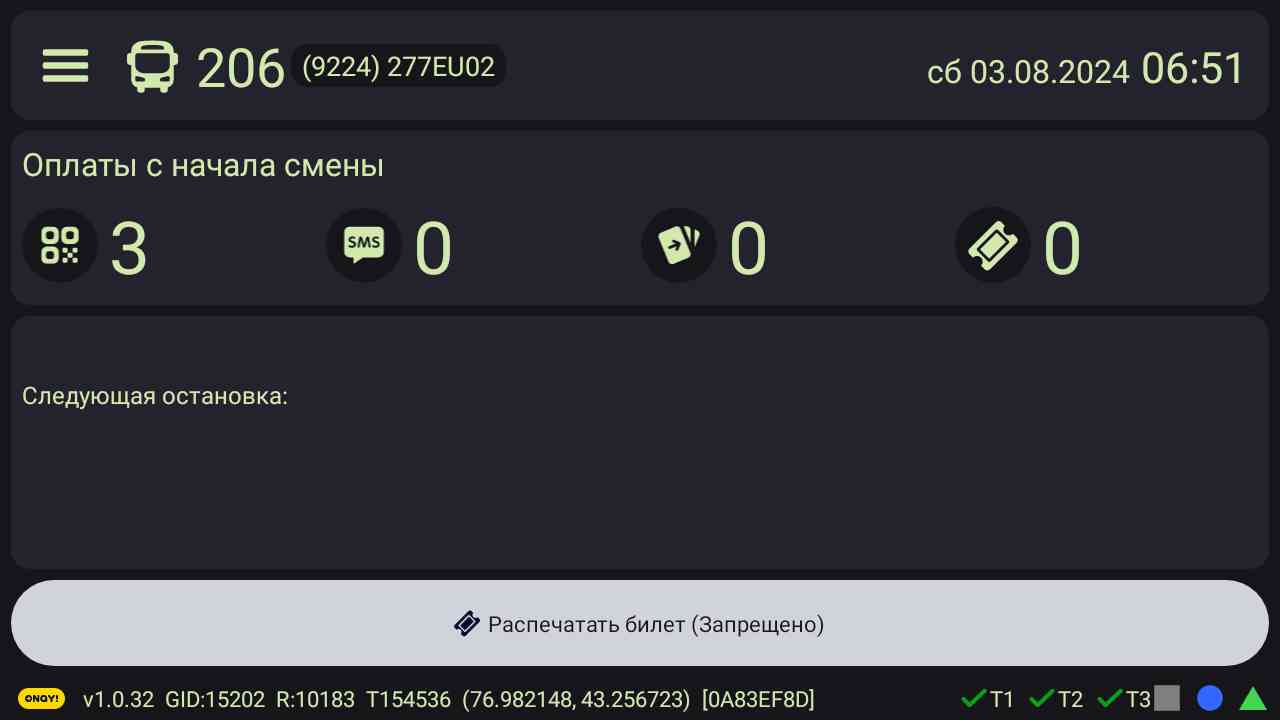 206 (9224) 277EU02 сб 03.08.2024 06:51
Оплаты с начала смены
3 SMS 0 0 0
Следующая остановка:
Распечатать билет (Запрещено)
ONAY! v1.0.32 GID:15202 R:10183 T154536 (76.982148, 43.256723) [0A83EF8D] T1 T2 T3